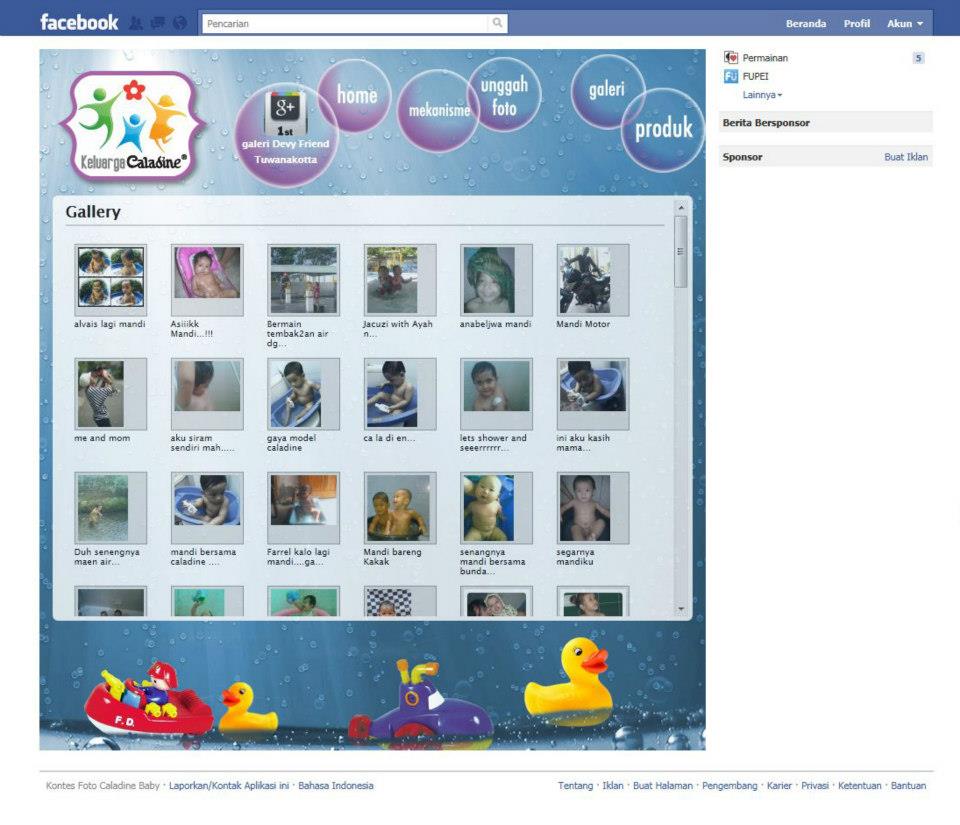 facebook
Pencarian
Beranda Profil Akun
Keluarga Caladine®
g+
1st
galeri Devy Friend
Tuwanakotta
home
mekanisme
unggah
foto
galeri
produk
Permainan 5
FU FUPEI
Lainnya
Berita Bersponsor
Sponsor Buat Iklan
Gallery
alvais lagi mandi
Asiiikk
Mandi...!!!
Bermain
tembak2an air
dg...
Jacuzi with Ayah
n...
anabeljwa mandi
Mandi Motor
me and mom
aku siram
sendiri mah.....
gaya model
caladine
ca la di en...
lets shower and
seeerrrrrr...
ini aku kasih
mama...
Duh senengnya
maen air...
mandi bersama
caladine ....
Farrel kalo lagi
mandi....ga...
Mandi bareng
Kakak
senangnya
mandi bersama
bunda...
segarnya
mandiku
F.D.
Kontes Foto Caladine Baby · Laporkan/Kontak Aplikasi ini · Bahasa Indonesia
Tentang · Iklan · Buat Halaman · Pengembang · Karier · Privasi · Ketentuan · Bantuan